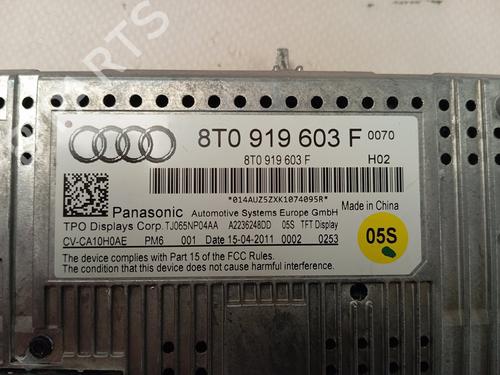 PARTS
8T0 919 603 F 0070
8T0 919 603 F H02
*014AUZ5ZXK1074095R*
Made in China
Panasonic Automotive Systems Europe GmbH
TPO Displays Corp. TJ065NP04AA A2236248DD 05S TFT Display
CV-CA10H0AE PM6 001 Date 15-04-2011 0002 0253
05S
The device complies with Part 15 of the FCC Rules.
The condition that this device does not cause harmful interference.